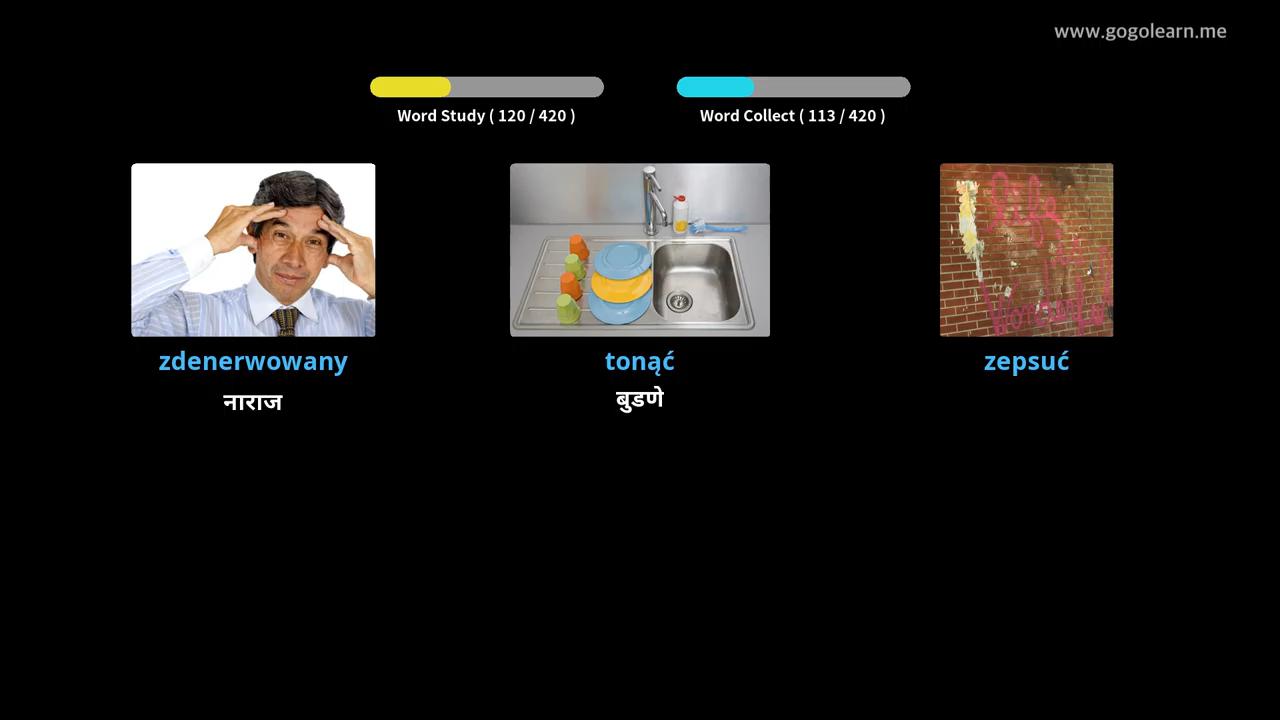 www.gogolearn.me
Word Study ( 120 / 420 )
Word Collect ( 113 / 420 )
zdenerwowany
tonąć
zepsuć
नाराज
बुडणे